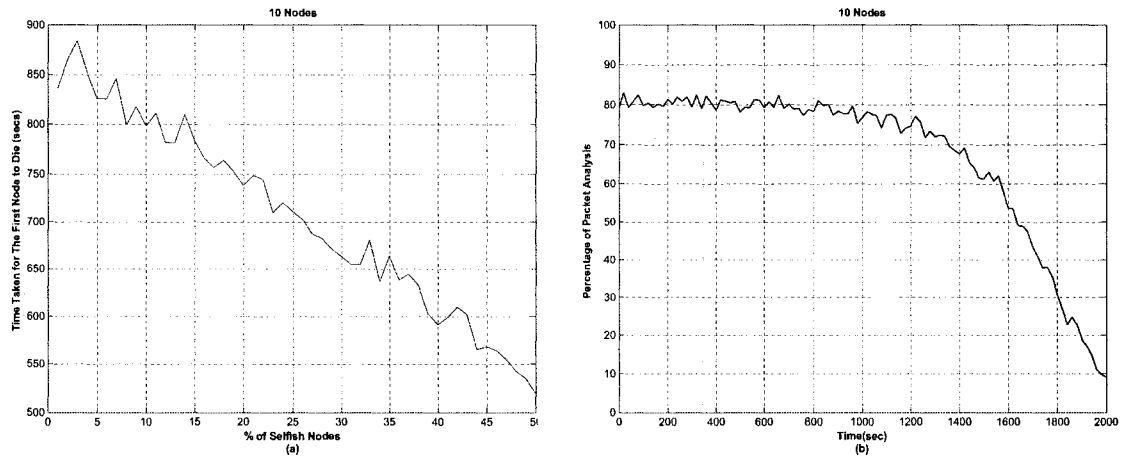 10 Nodes
Time Taken for The First Node to Die (secs)
900
850
800
750
700
650
600
550
500
0 5 10 15 20 25 30 35 40 45 50
% of Selfish Nodes
(a)
10 Nodes
Percentage of Packet Analysis
100
90
80
70
60
50
40
30
20
10
0
0 200 400 600 800 1000 1200 1400 1600 1800 2000
Time(sec)
(b)